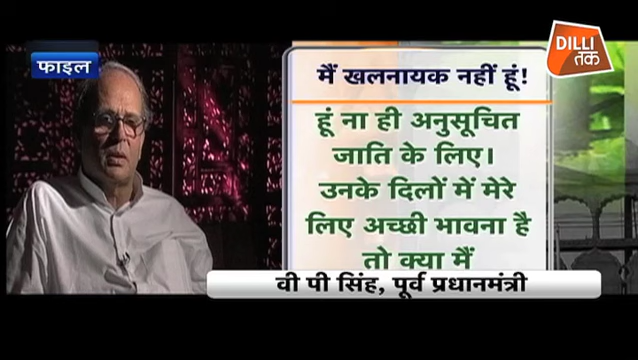 फाइल
DILLI
तक
मैं खलनायक नहीं हूं!
हूं ना ही अनुसूचित
जाति के लिए।
उनके दिलों में मेरे
लिए अच्छी भावना है
तो क्या मैं
वी पी सिंह, पूर्व प्रधानमंत्री